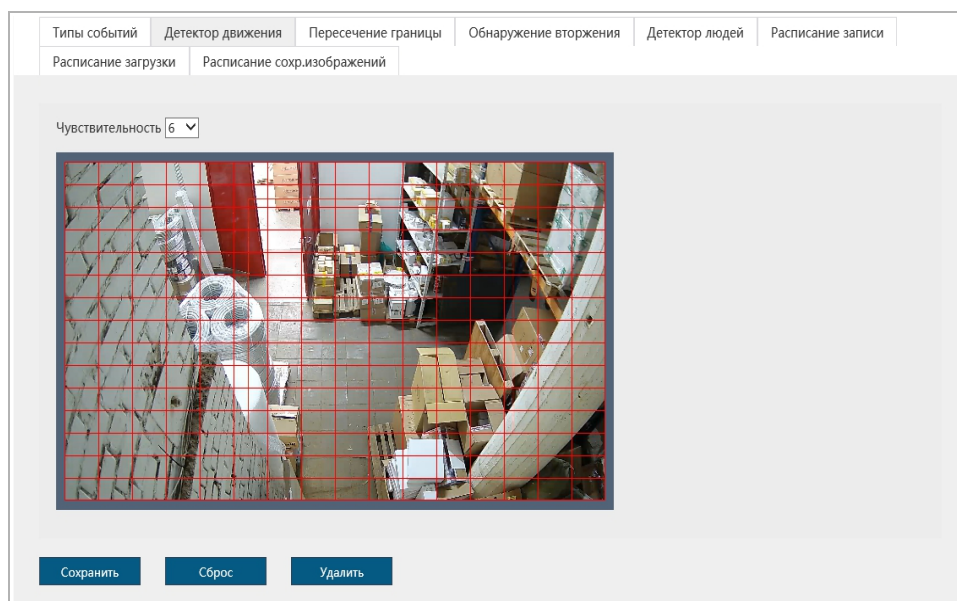 Типы событий Детектор движения Пересечение границы Обнаружение вторжения Детектор людей Расписание записи
Расписание загрузки Расписание сохр.изображений
Чувствительность 6
Сохранить Сброс Удалить